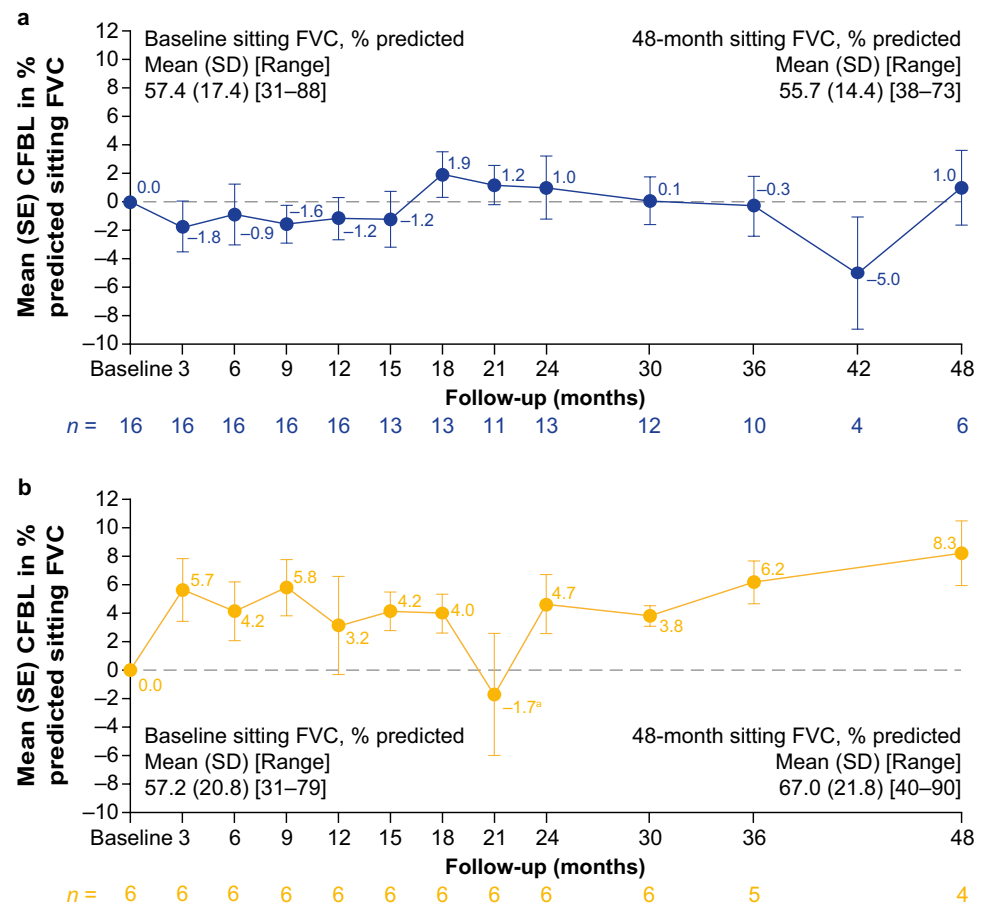 a
Mean (SE) CFBL in %
predicted sitting FVC
12
10
8
6
4
2
0
–2
–4
–6
–8
–10
Baseline sitting FVC, % predicted
Mean (SD) [Range]
57.4 (17.4) [31–88]
48-month sitting FVC, % predicted
Mean (SD) [Range]
55.7 (14.4) [38–73]
0.0
–1.8
–0.9
–1.6
–1.2
–1.2
1.9
1.2
1.0
0.1
–0.3
–5.0
1.0
Baseline 3 6 9 12 15 18 21 24 30 36 42 48
Follow-up (months)
n = 16 16 16 16 16 13 13 11 13 12 10 4 6
b
Mean (SE) CFBL in %
predicted sitting FVC
12
10
8
6
4
2
0
–2
–4
–6
–8
–10
0.0
5.7
4.2
5.8
3.2
4.2
4.0
–1.7ᵃ
4.7
3.8
6.2
8.3
Baseline sitting FVC, % predicted
Mean (SD) [Range]
57.2 (20.8) [31–79]
48-month sitting FVC, % predicted
Mean (SD) [Range]
67.0 (21.8) [40–90]
Baseline 3 6 9 12 15 18 21 24 30 36 48
Follow-up (months)
n = 6 6 6 6 6 6 6 6 6 6 5 4